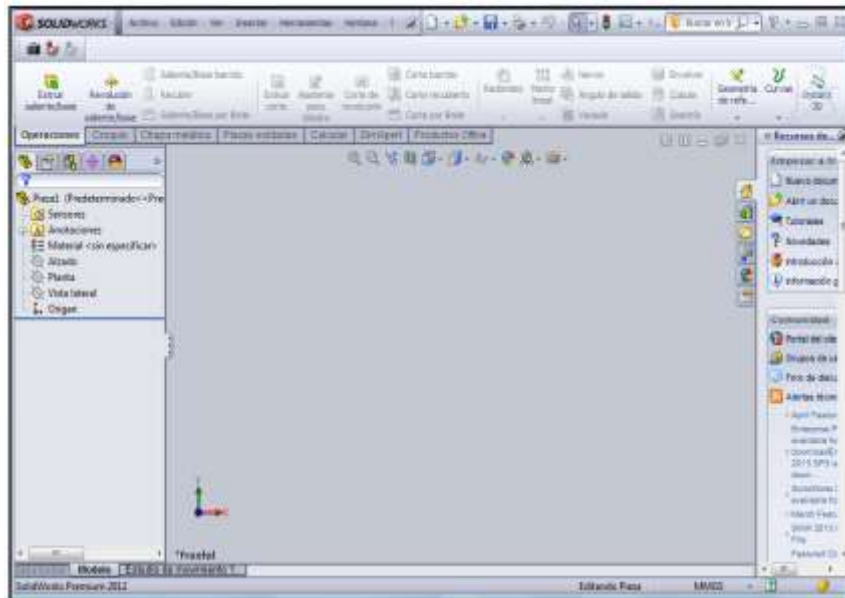 SOLIDWORKS Archivo Edición Ver Insertar Herramientas Ventana ?
Extruir saliente/base
Revolución de saliente/base
Saliente/Base barrido
Recubrir
Saliente/Base por límite
Extruir corte
Asistente para taladro
Corte de revolución
Corte barrido
Corte recubierto
Corte por límite
Redondeo
Matriz lineal
Nervio
Ángulo de salida
Vaciado
Envolver
Cúpula
Simetría
Geometría de refe...
Curvas
Instant 3D
Operaciones Croquis Chapa metálica Piezas soldadas Calcular DimXpert Productos Office
Recursos de...
Pieza1 (Predeterminado<<Pre
Sensores
Anotaciones
Material <sin especificar>
Alzado
Planta
Vista lateral
Origen
Nuevo docum
Abrir un docu
Tutoriales
Novedades
Introducción
Información g
Comunidad
Portal del clie
Grupos de us
Foro de discu
Alertas técnic
*Frontal
Modelo Estudio de movimiento 1
SolidWorks Premium 2012 Editando Pieza MMGS